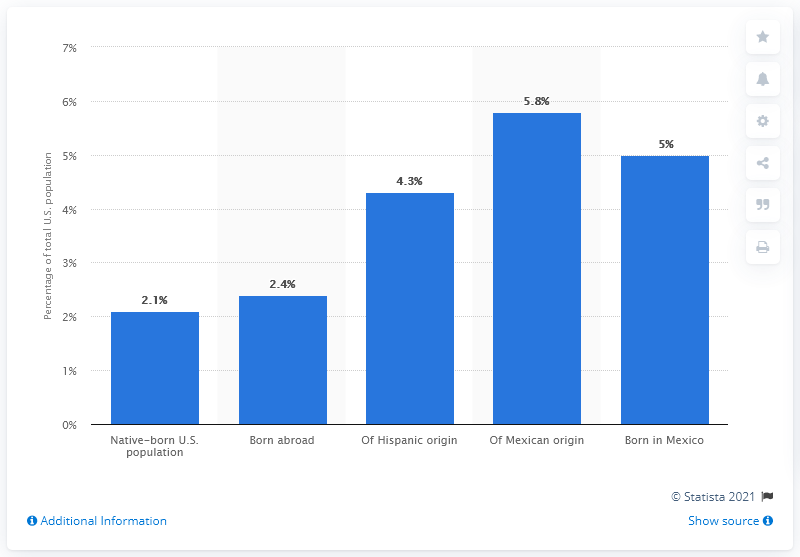 7%
6%
5%
4%
3%
2%
1%
0%
Percentage of total U.S. population
2.1%
2.4%
4.3%
5.8%
5%
Native-born U.S.
population
Born abroad
Of Hispanic origin
Of Mexican origin
Born in Mexico
© Statista 2021
Additional Information
Show source